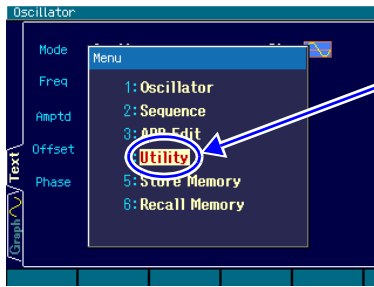 Oscillator
Mode
Menu
Freq
1:Oscillator
Amptd
2:Sequence
3:ARB Edit
Offset
Utility
Phase
5:Store Memory
6:Recall Memory
Text
Graph